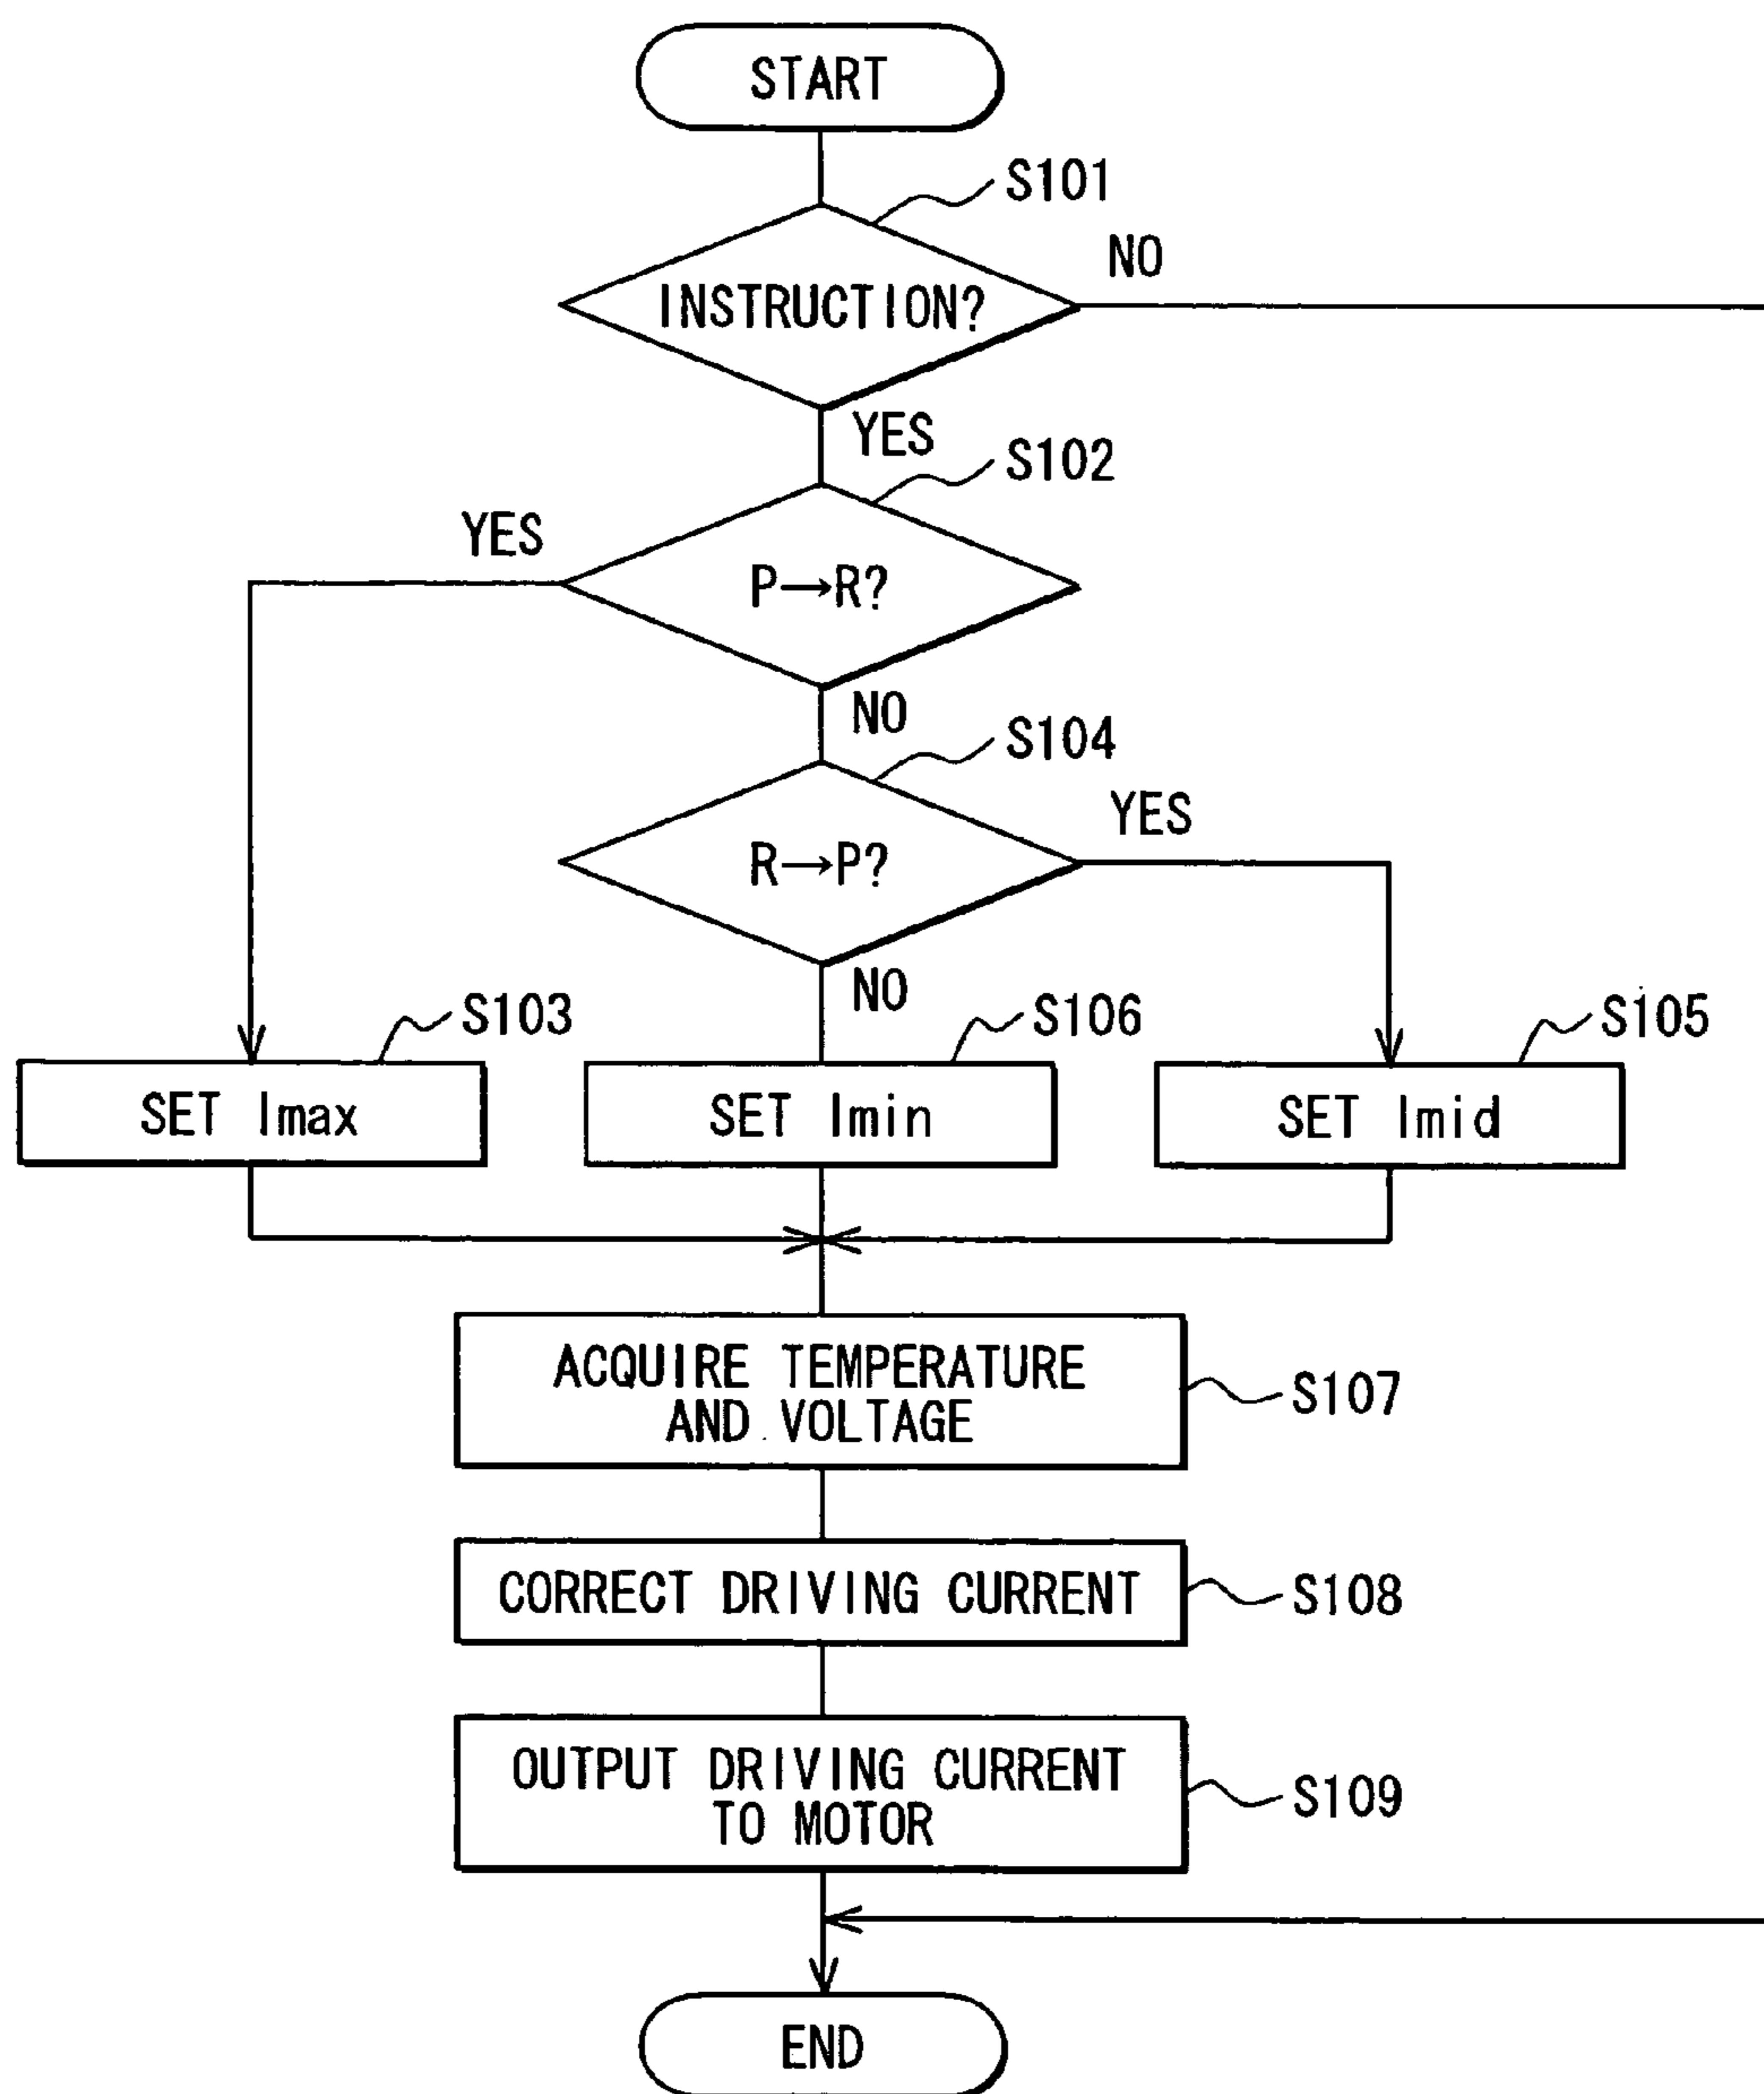 START
S101
NO
INSTRUCTION?
YES
S102
YES
P→R?
NO
S104
YES
R→P?
NO
S103
S106
S105
SET Imax
SET Imin
SET Imid
ACQUIRE TEMPERATURE
AND VOLTAGE
S107
CORRECT DRIVING CURRENT
S108
OUTPUT DRIVING CURRENT
TO MOTOR
S109
END